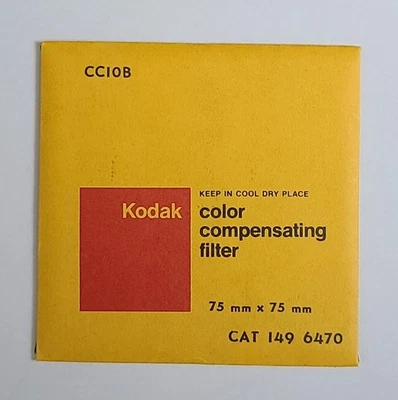 CC10B
KEEP IN COOL DRY PLACE
Kodak color
compensating
filter
75 mm x 75 mm
CAT 149 6470